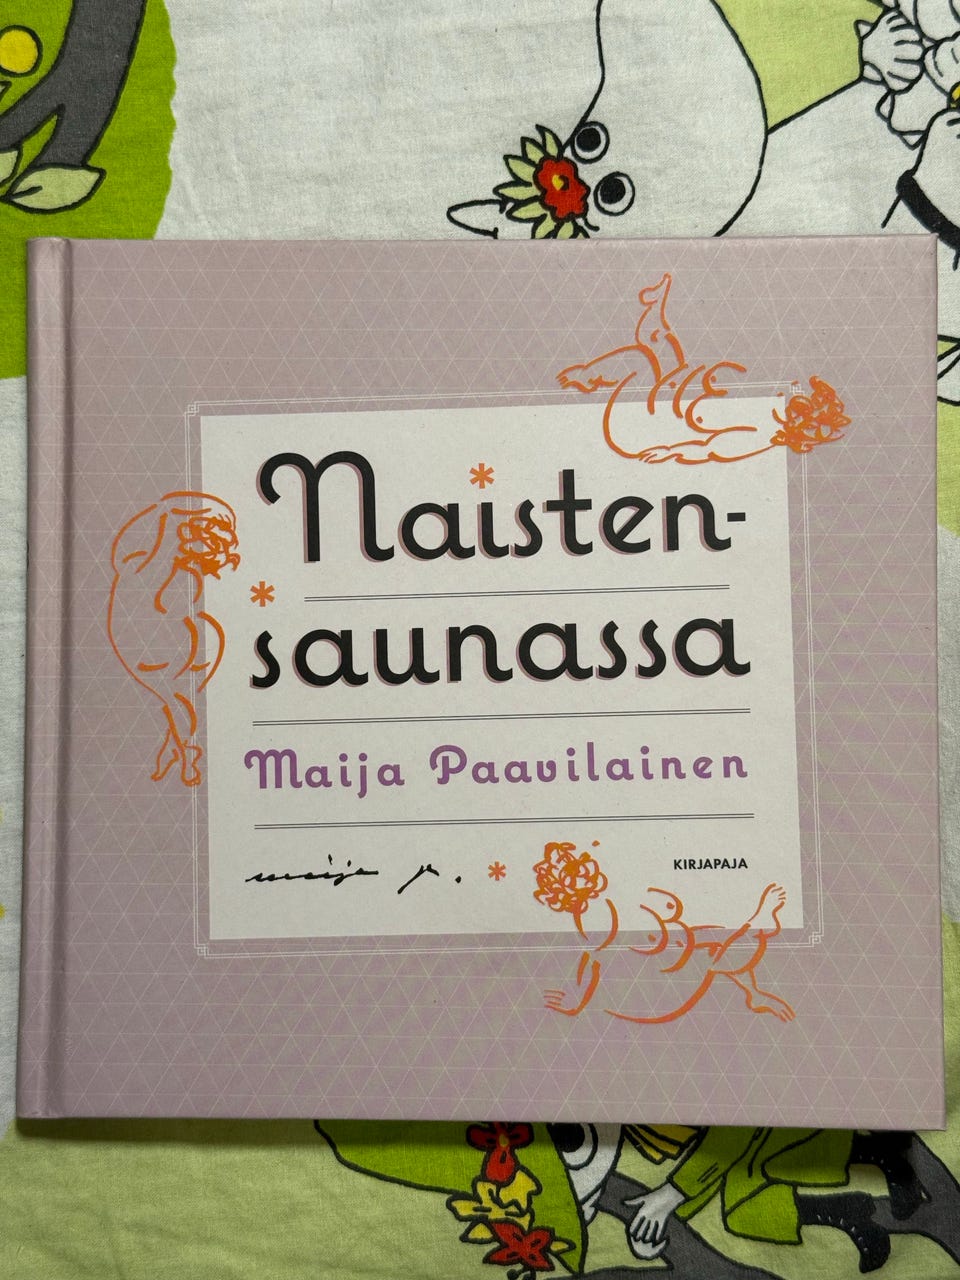 Naisten-
saunassa
Maija Paavilainen
maija p.
KIRJAPAJA